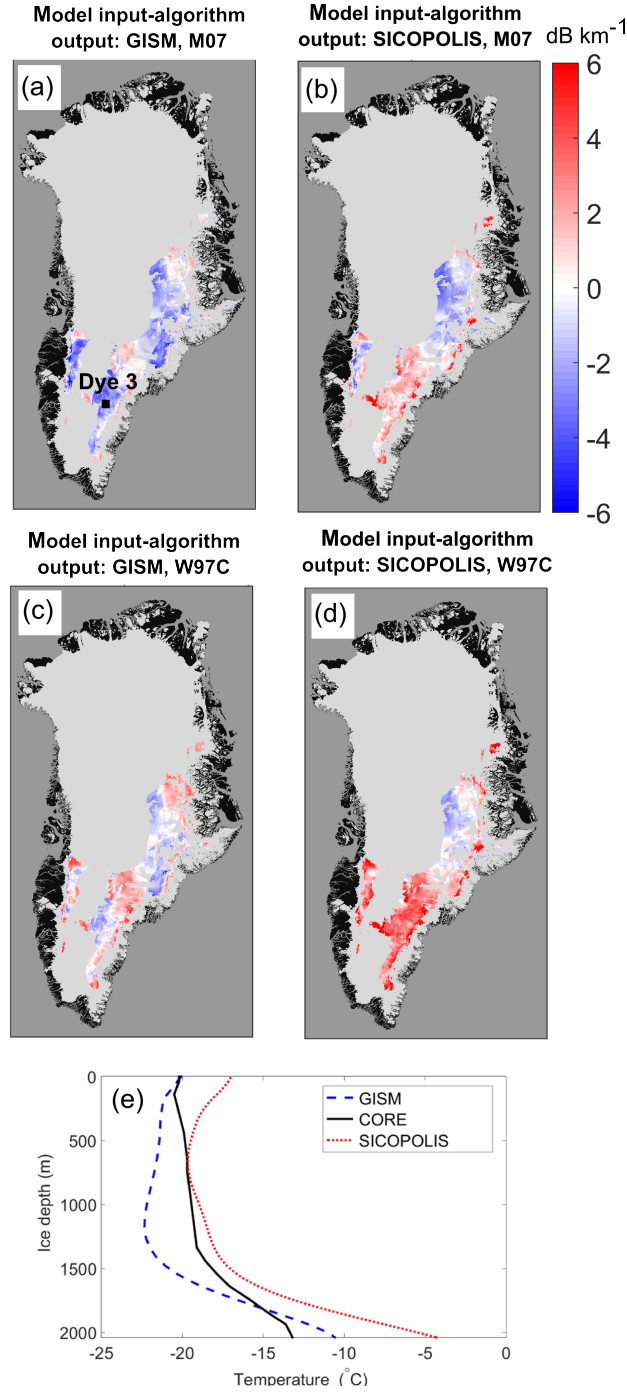 Model input-algorithm
output: GISM, M07
Model input-algorithm
output: SICOPOLIS, M07
dB km-1
(a)
Dye 3
(b)
6
4
2
0
-2
-4
-6
Model input-algorithm
output: GISM, W97C
Model input-algorithm
output: SICOPOLIS, W97C
(c)
(d)
(e)
GISM
CORE
SICOPOLIS
Ice depth (m)
0
500
1000
1500
2000
-25
-20
-15
-10
-5
0
Temperature (°C)